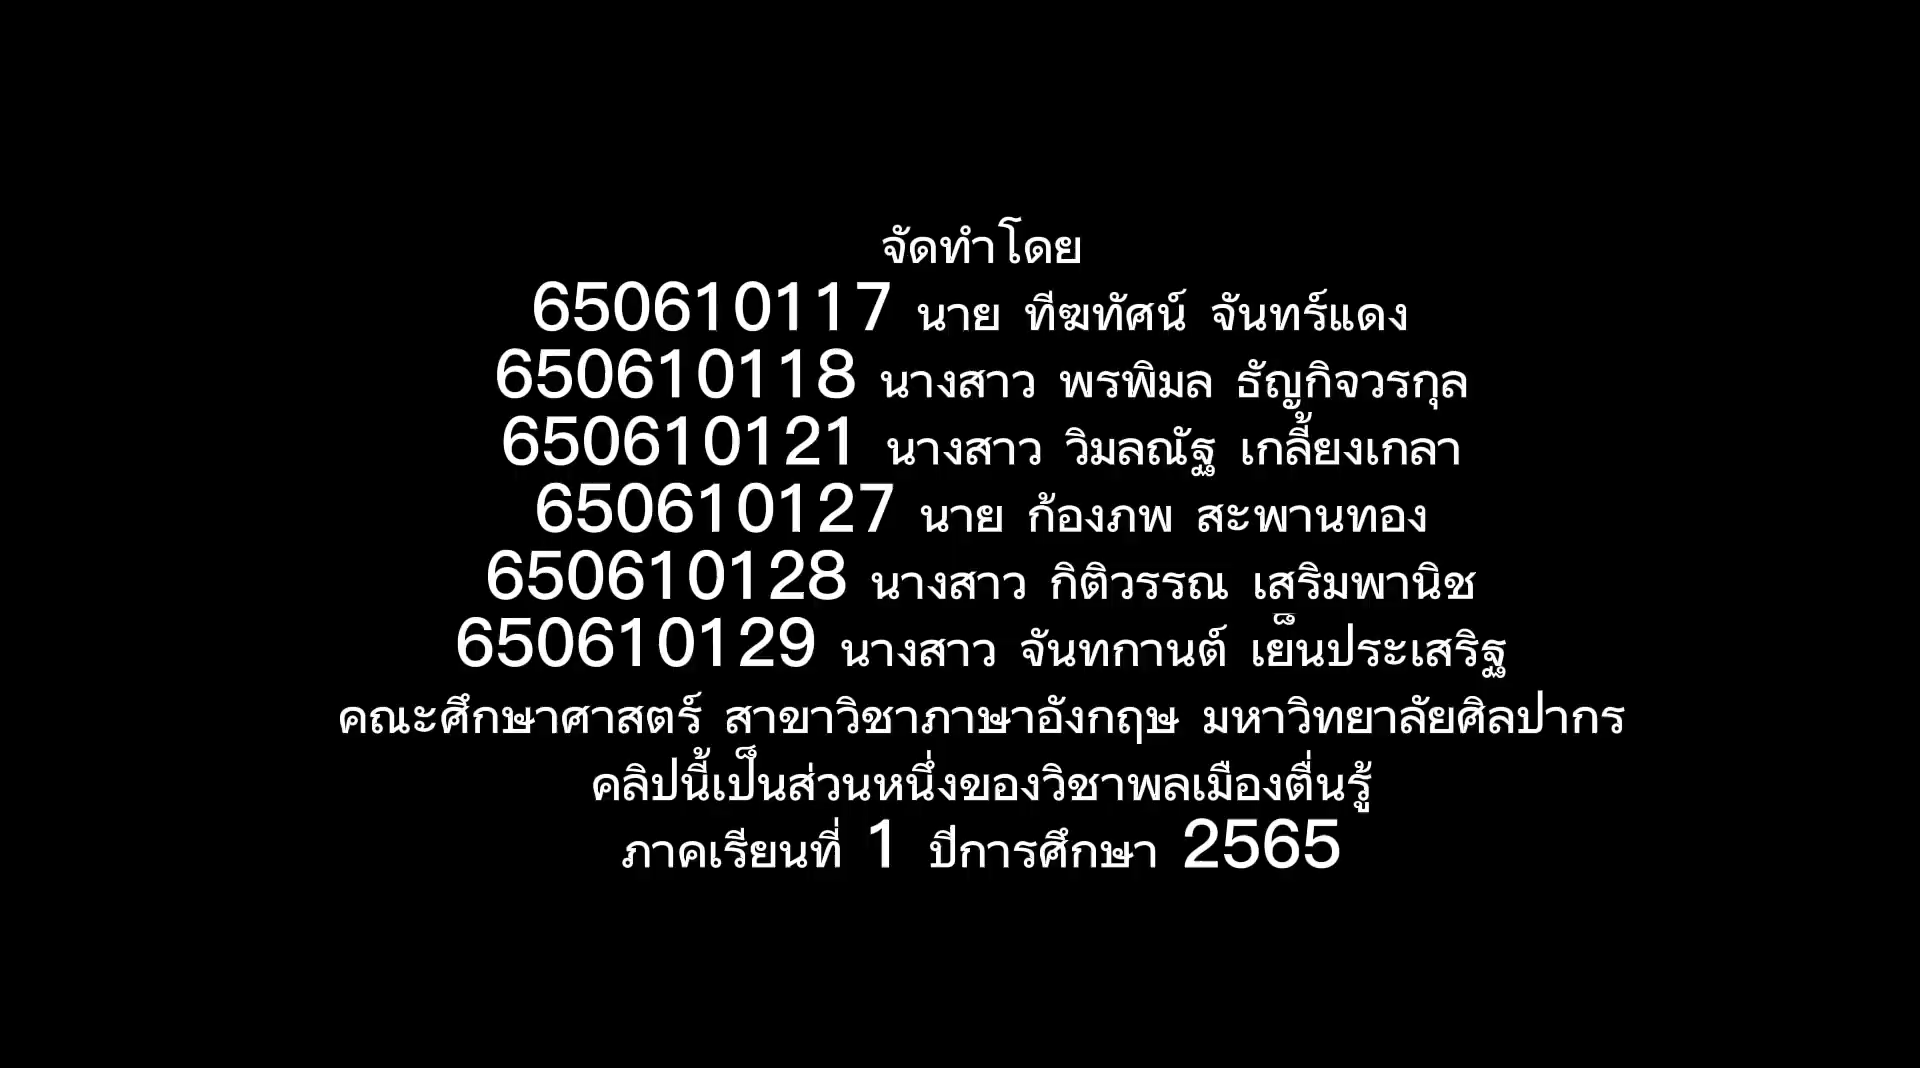 จัดทำโดย
650610117 นาย ทีฆทัศน์ จันทร์แดง
650610118 นางสาว พรพิมล ธัญกิจวรกุล
650610121 นางสาว วิมลณัฐ เกลี้ยงเกลา
650610127 นาย ก้องภพ สะพานทอง
650610128 นางสาว กิติวรรณ เสริมพานิช
650610129 นางสาว จันทกานต์ เย็นประเสริฐ
คณะศึกษาศาสตร์ สาขาวิชาภาษาอังกฤษ มหาวิทยาลัยศิลปากร
คลิปนี้เป็นส่วนหนึ่งของวิชาพลเมืองตื่นรู้
ภาคเรียนที่ 1 ปีการศึกษา 2565